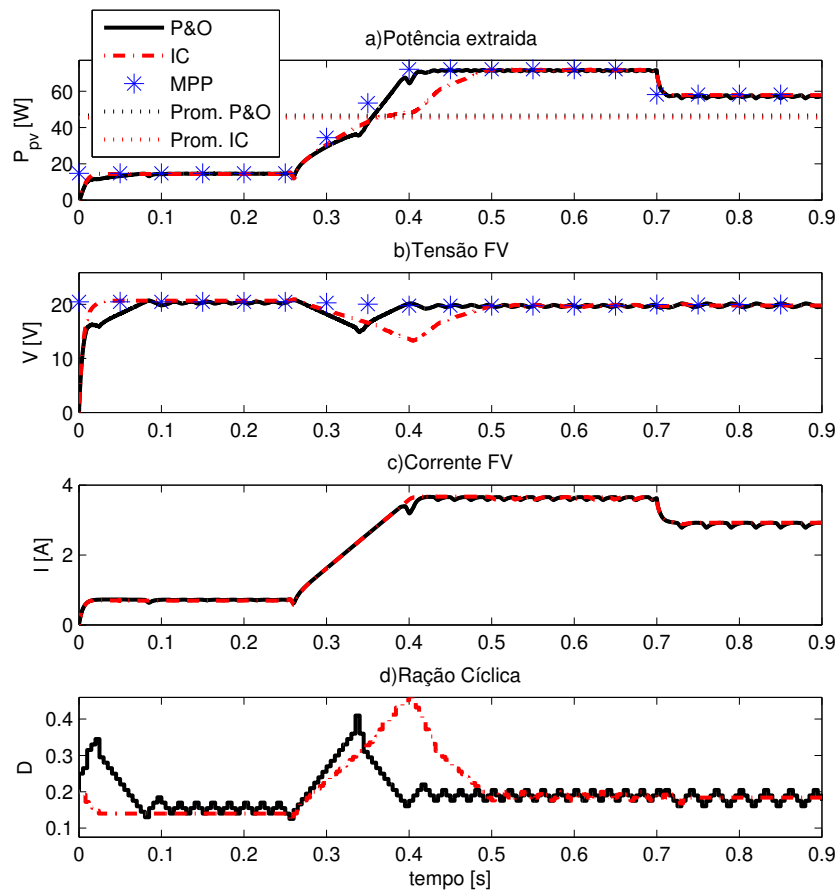 P&O
IC
MPP
Prom. P&O
Prom. IC
a)Potência extraida
P_pv [W]
60
40
20
0
0 0.1 0.2 0.3 0.4 0.5 0.6 0.7 0.8 0.9
b)Tensão FV
V [V]
20
10
0
0 0.1 0.2 0.3 0.4 0.5 0.6 0.7 0.8 0.9
c)Corrente FV
I [A]
4
2
0
0 0.1 0.2 0.3 0.4 0.5 0.6 0.7 0.8 0.9
d)Ração Cíclica
D
0.4
0.3
0.2
0.1
0 0.1 0.2 0.3 0.4 0.5 0.6 0.7 0.8 0.9
tempo [s]